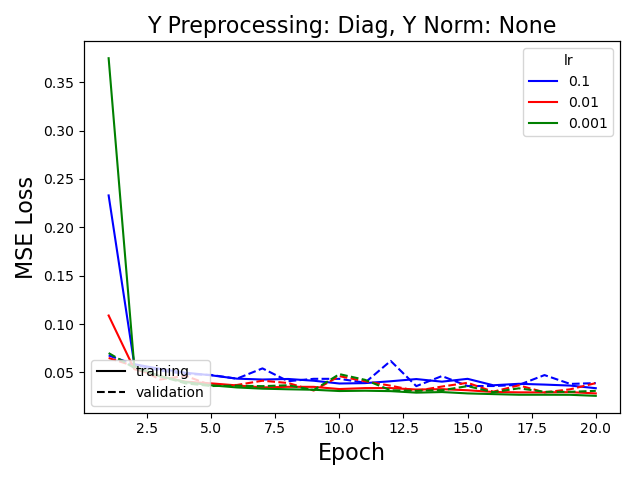 Y Preprocessing: Diag, Y Norm: None
MSE Loss
0.35
0.30
0.25
0.20
0.15
0.10
0.05
lr
0.1
0.01
0.001
training
validation
2.5 5.0 7.5 10.0 12.5 15.0 17.5 20.0
Epoch